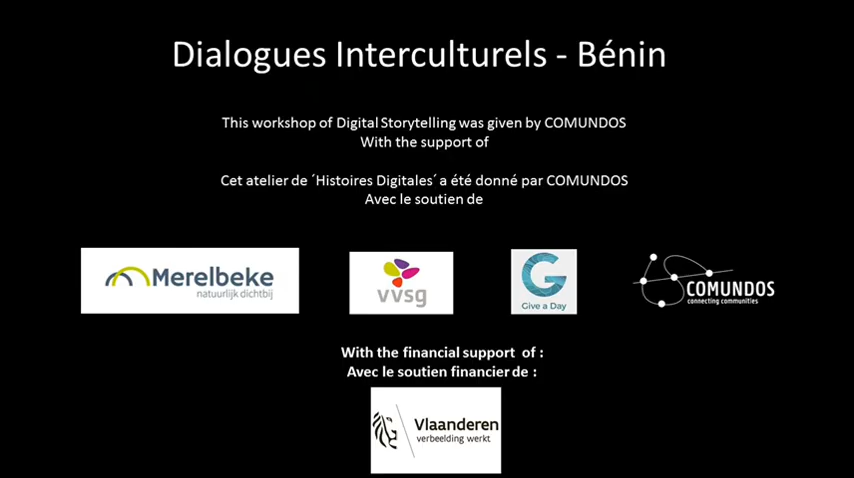 Dialogues Interculturels - Bénin
This workshop of Digital Storytelling was given by COMUNDOS
With the support of
Cet atelier de ´Histoires Digitales´ a été donné par COMUNDOS
Avec le soutien de
Merelbeke
natuurlijk dichtbij
vvsg
G
Give a Day
COMUNDOS
connecting communities
With the financial support of :
Avec le soutien financier de :
Vlaanderen
verbeelding werkt